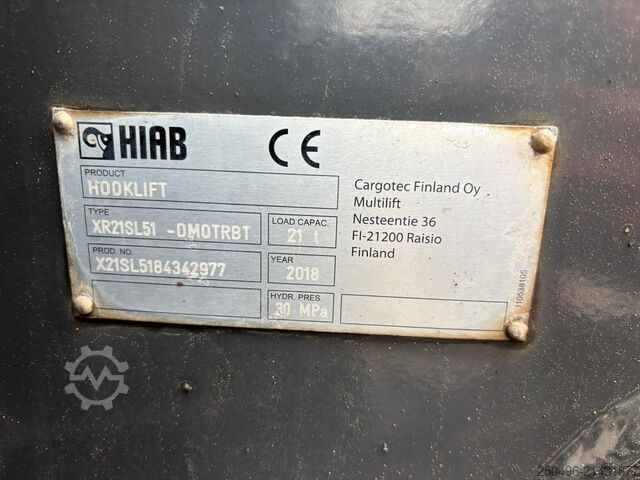 HIAB
CE
PRODUCT
HOOKLIFT
TYPE
XR21SL51 -DMOTRBT
LOAD CAPAC.
21 t
PROD. NO.
X21SL5184342977
YEAR
2018
HYDR. PRES.
30 MPa
Cargotec Finland Oy
Multilift
Nesteentie 36
FI-21200 Raisio
Finland
110538105